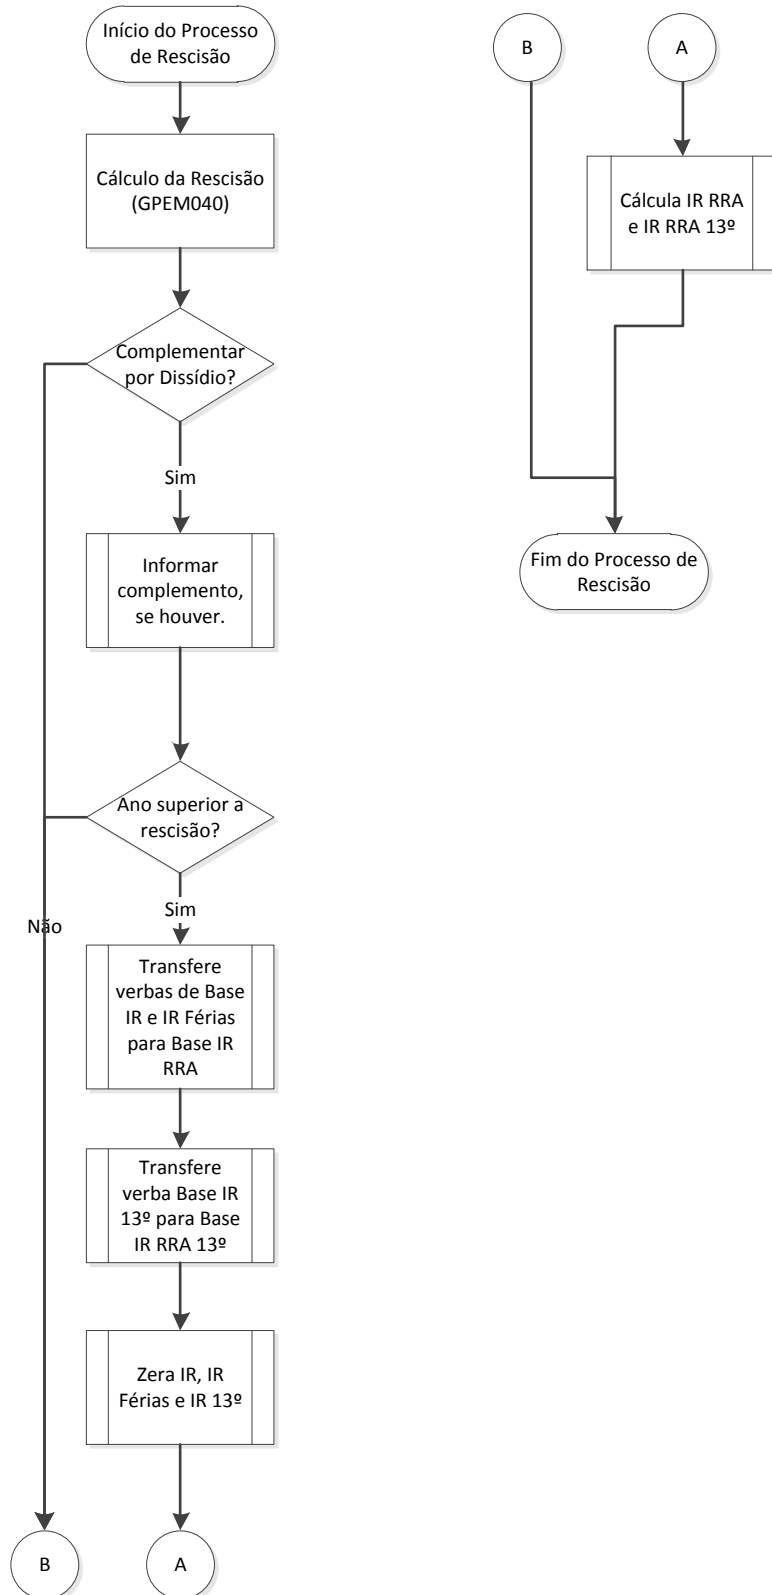 Início do Processo
de Rescisão
Cálculo da Rescisão
(GPEM040)
Complementar
por Dissídio?
Sim
Informar
complemento,
se houver.
Ano superior a
rescisão?
Sim
Não
Transfere
verbas de Base
IR e IR Férias
para Base IR
RRA
Transfere
verba Base IR
13º para Base
IR RRA 13º
Zera IR, IR
Férias e IR 13º
B
A
B
A
Cálcula IR RRA
e IR RRA 13º
Fim do Processo de
Rescisão